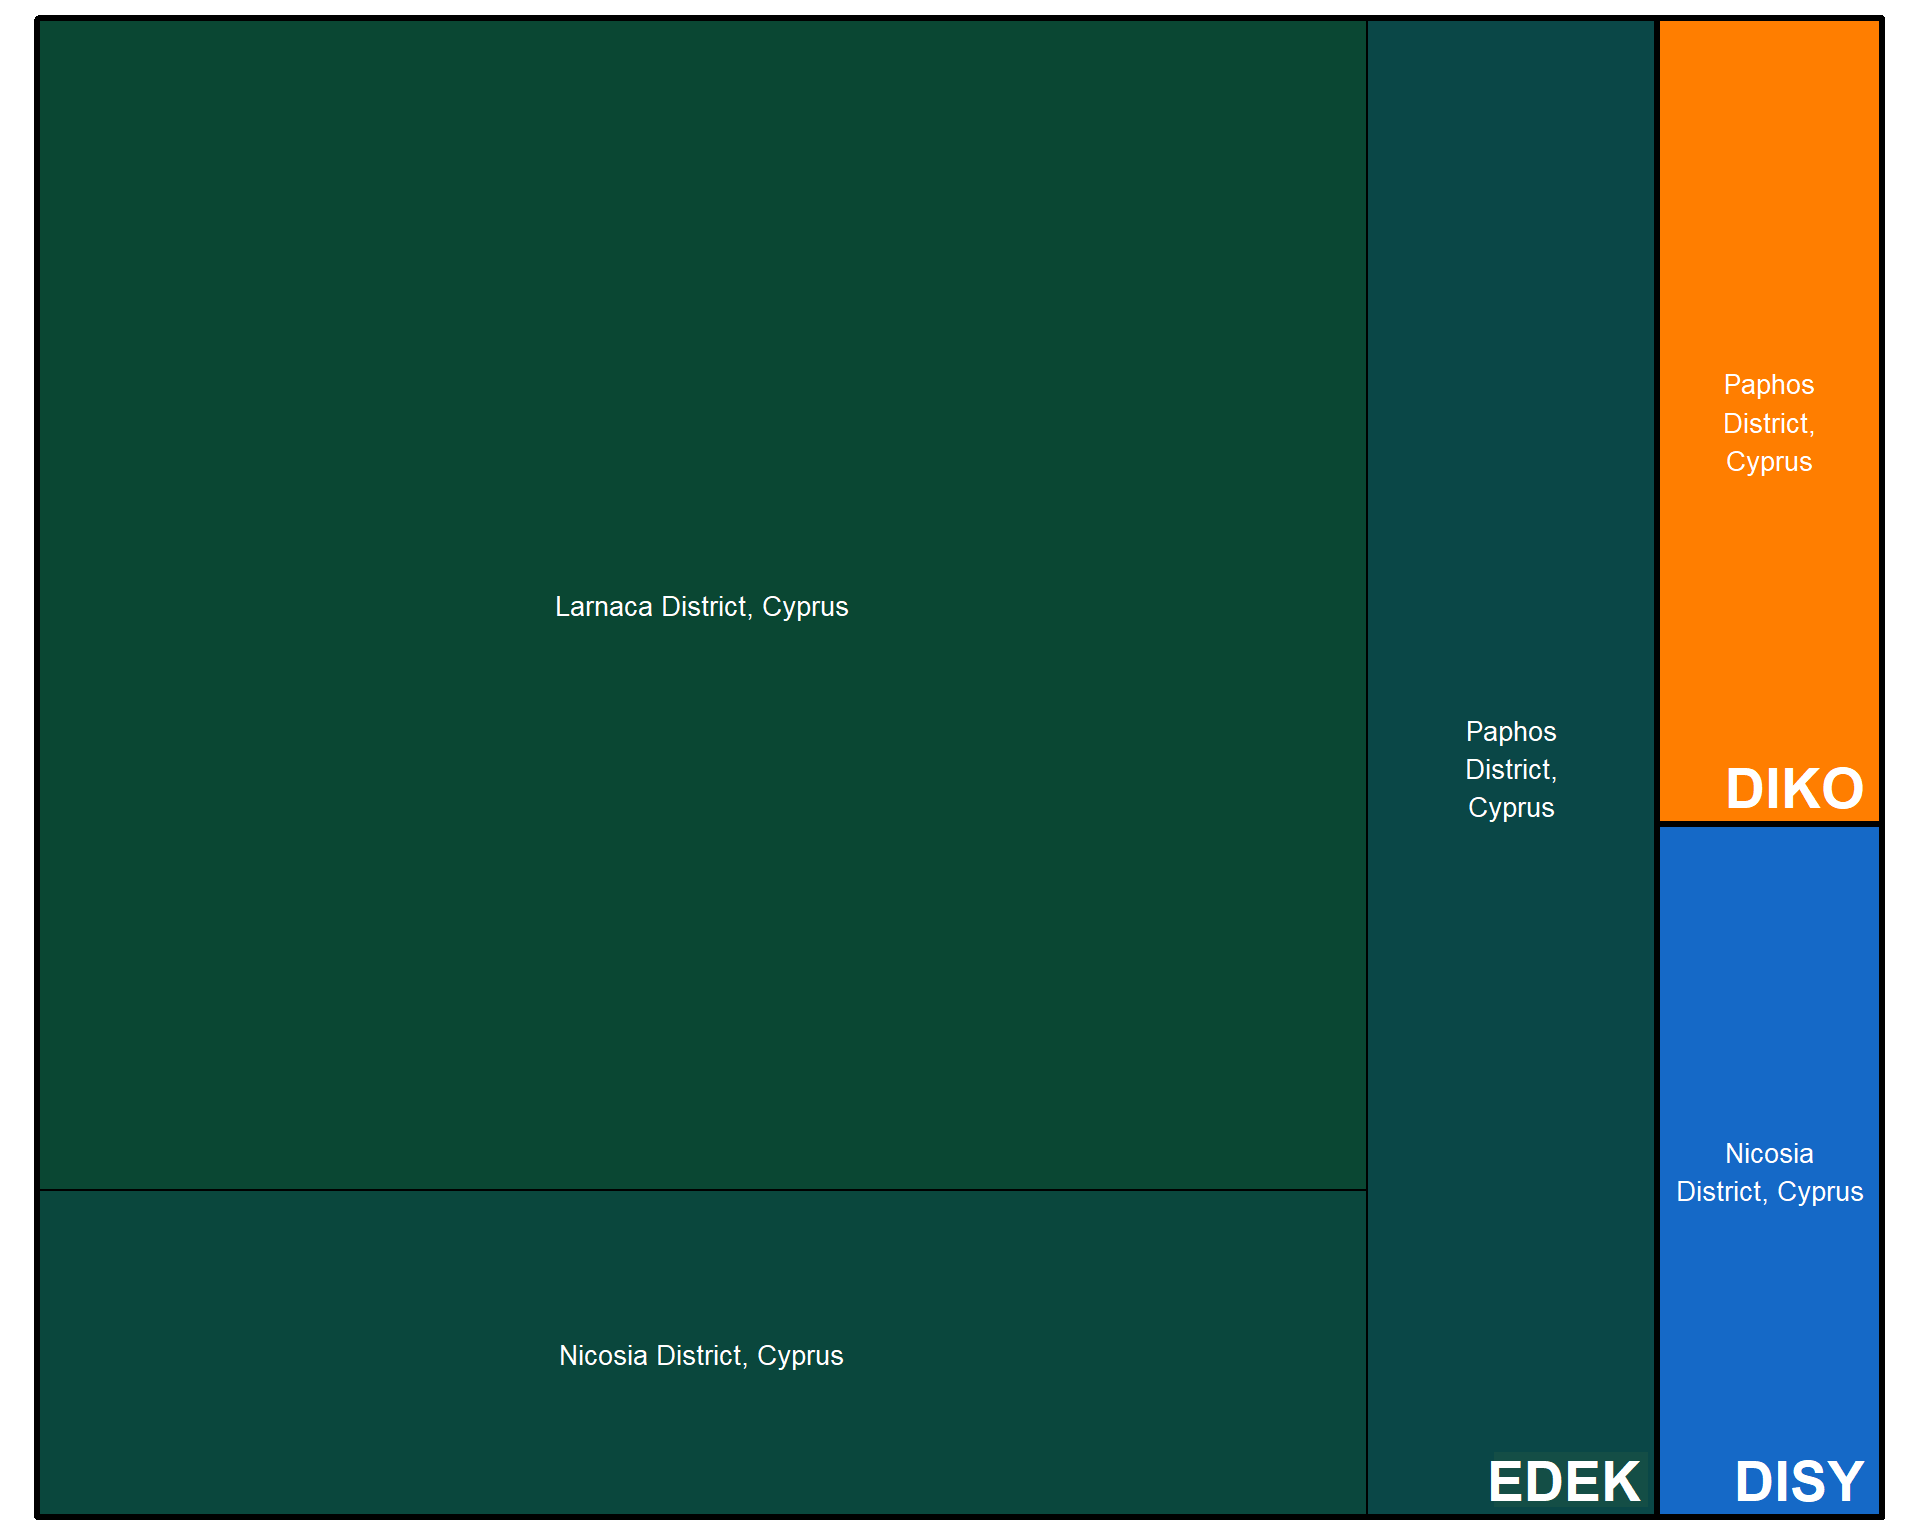 Larnaca District, Cyprus
Nicosia District, Cyprus
Paphos
District,
Cyprus
EDEK
Paphos
District,
Cyprus
DIKO
Nicosia
District, Cyprus
DISY